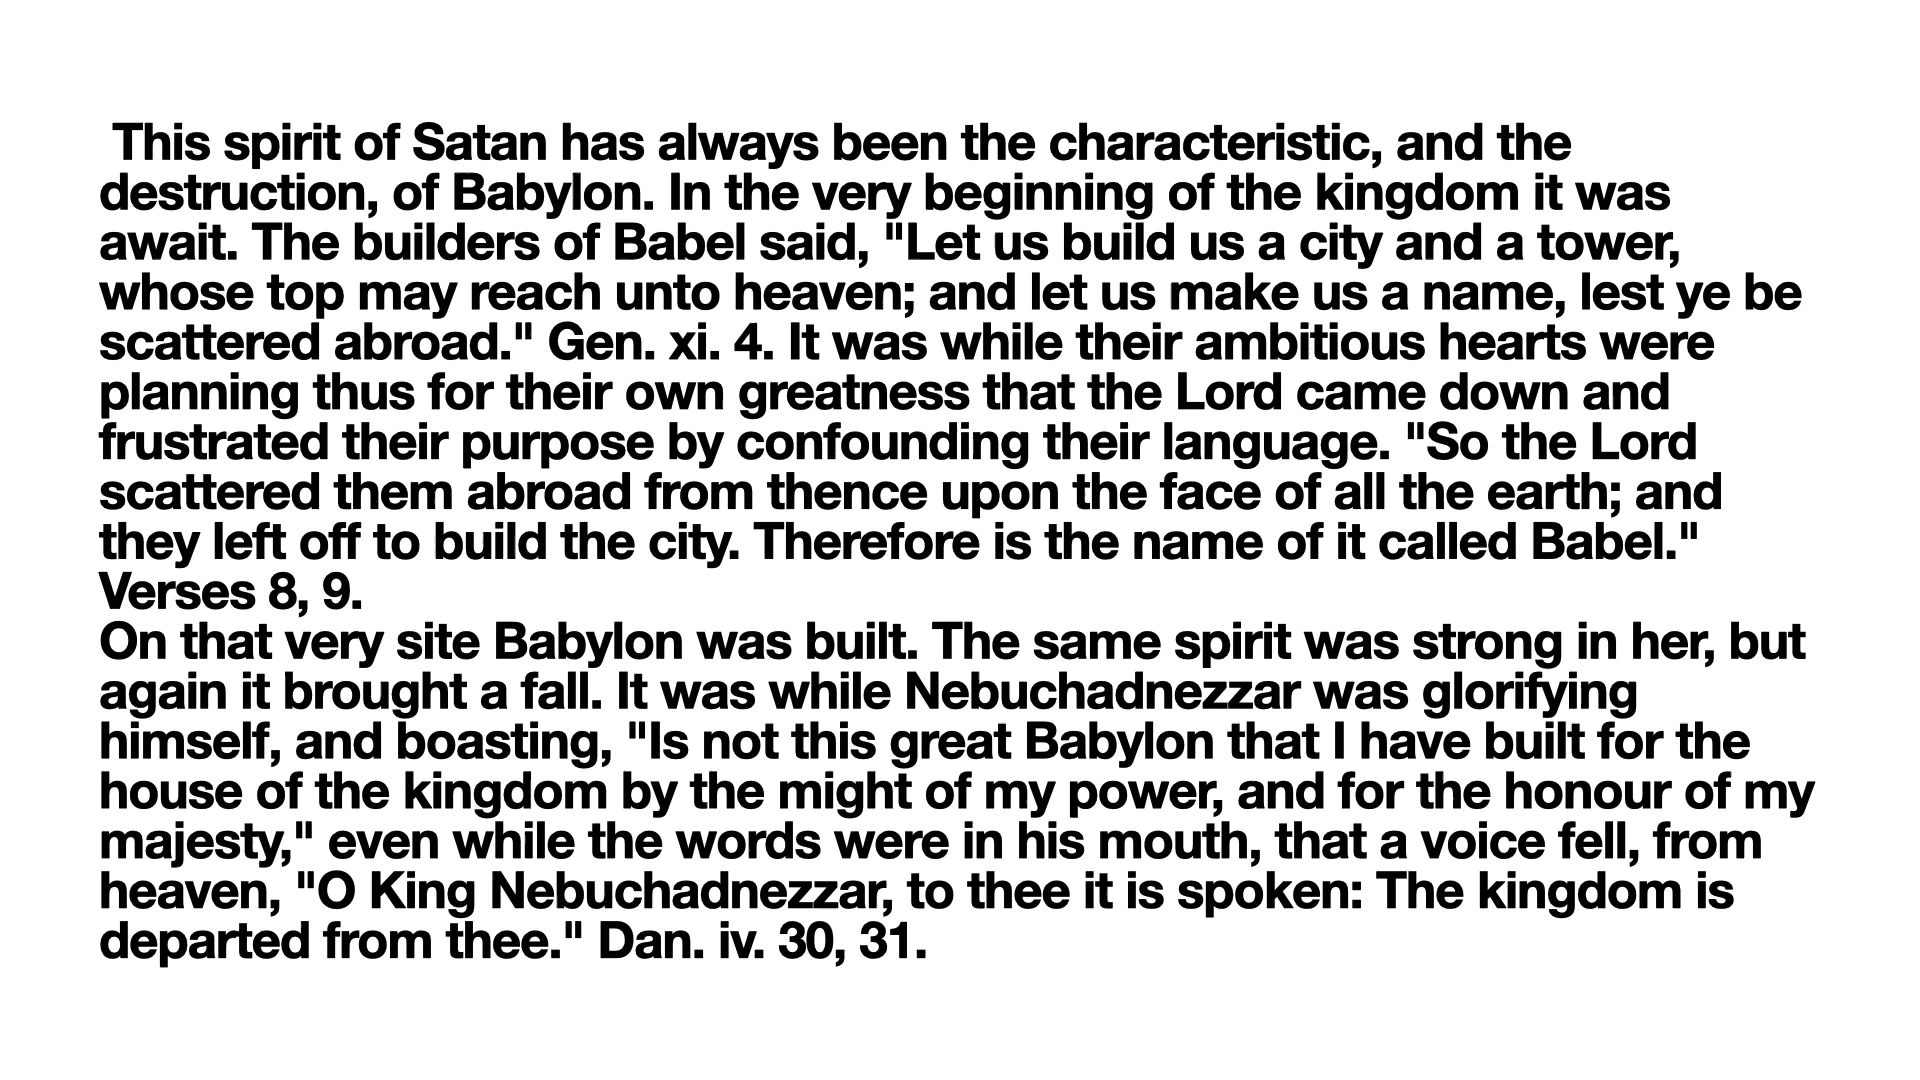 This spirit of Satan has always been the characteristic, and the
destruction, of Babylon. In the very beginning of the kingdom it was
await. The builders of Babel said, "Let us build us a city and a tower,
whose top may reach unto heaven; and let us make us a name, lest ye be
scattered abroad." Gen. xi. 4. It was while their ambitious hearts were
planning thus for their own greatness that the Lord came down and
frustrated their purpose by confounding their language. "So the Lord
scattered them abroad from thence upon the face of all the earth; and
they left off to build the city. Therefore is the name of it called Babel."
Verses 8, 9.
On that very site Babylon was built. The same spirit was strong in her, but
again it brought a fall. It was while Nebuchadnezzar was glorifying
himself, and boasting, "Is not this great Babylon that I have built for the
house of the kingdom by the might of my power, and for the honour of my
majesty," even while the words were in his mouth, that a voice fell, from
heaven, "O King Nebuchadnezzar, to thee it is spoken: The kingdom is
departed from thee." Dan. iv. 30, 31.